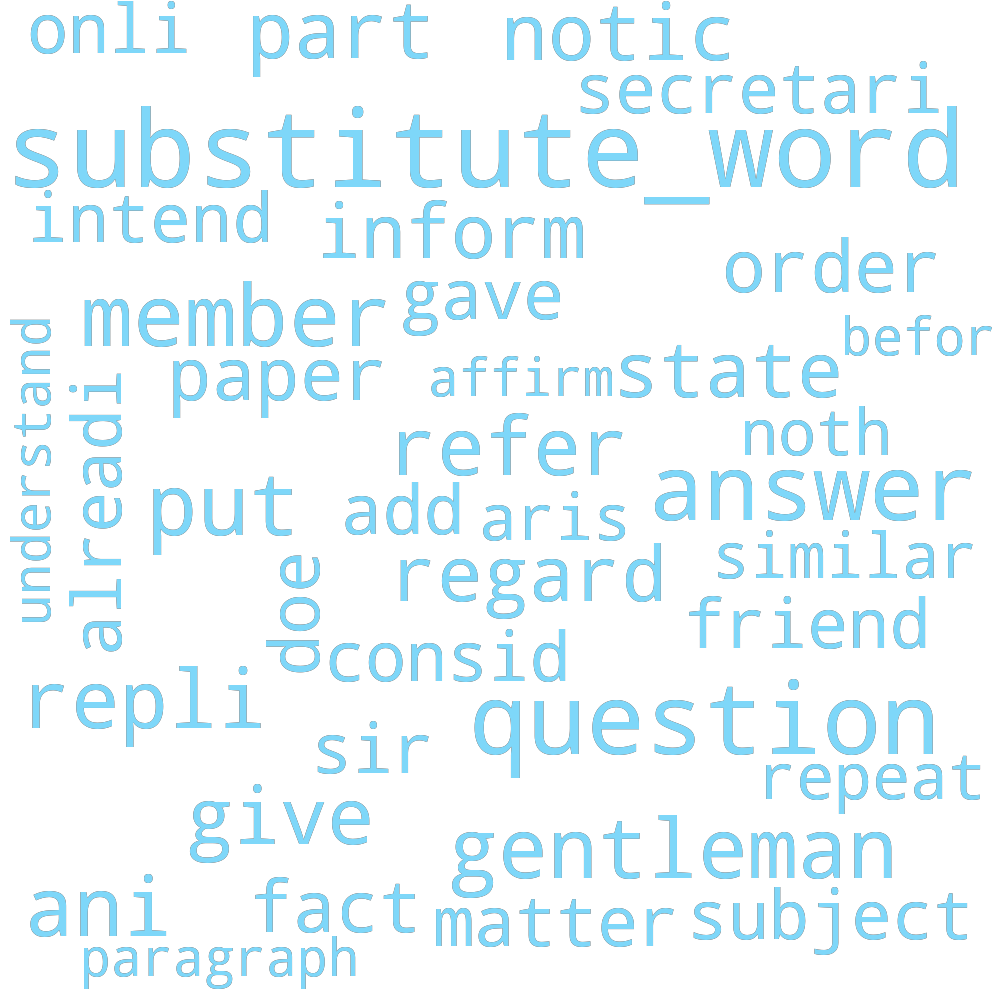 onli part notic
secretari
substitute_word
intend inform
order
member gave
befor
understand
paper affirm state
alreadi
refer noth
put add aris answer
regard similar
doe
friend
consid
repli question
sir
repeat
give
gentleman
ani fact matter subject
paragraph